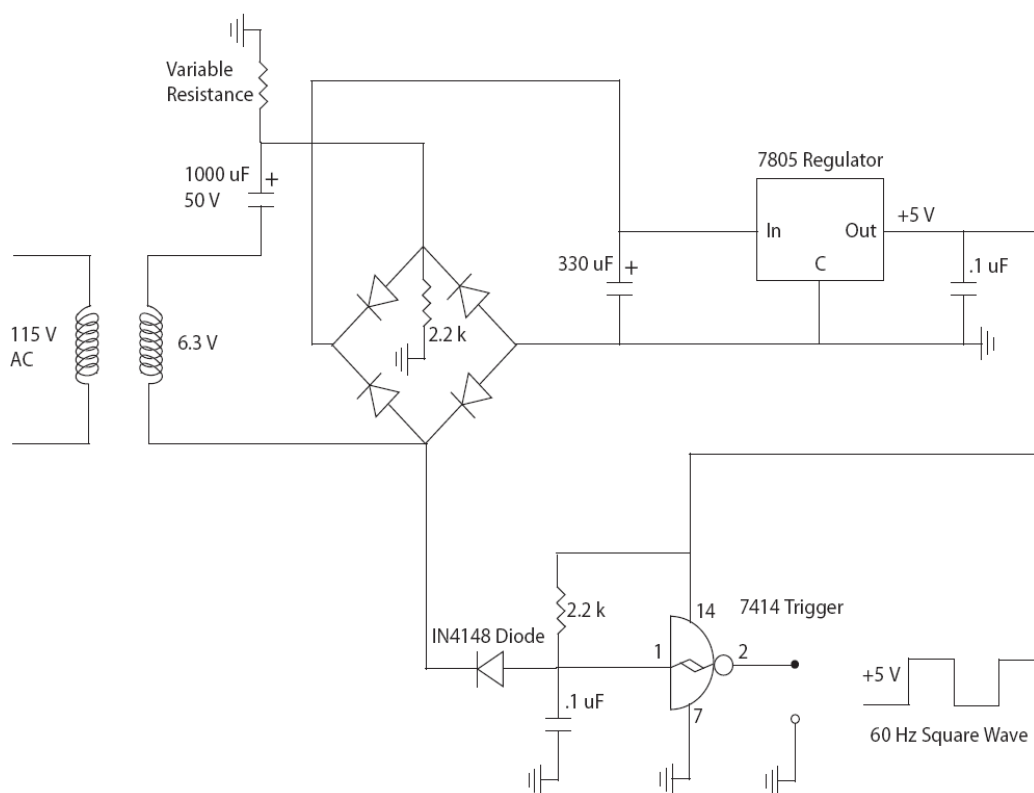 Variable
Resistance
1000 uF
+
50 V
7805 Regulator
In
Out
+5 V
C
330 uF
+
.1 uF
115 V
AC
6.3 V
2.2 k
2.2 k
14
7414 Trigger
IN4148 Diode
1
2
.1 uF
7
+5 V
60 Hz Square Wave